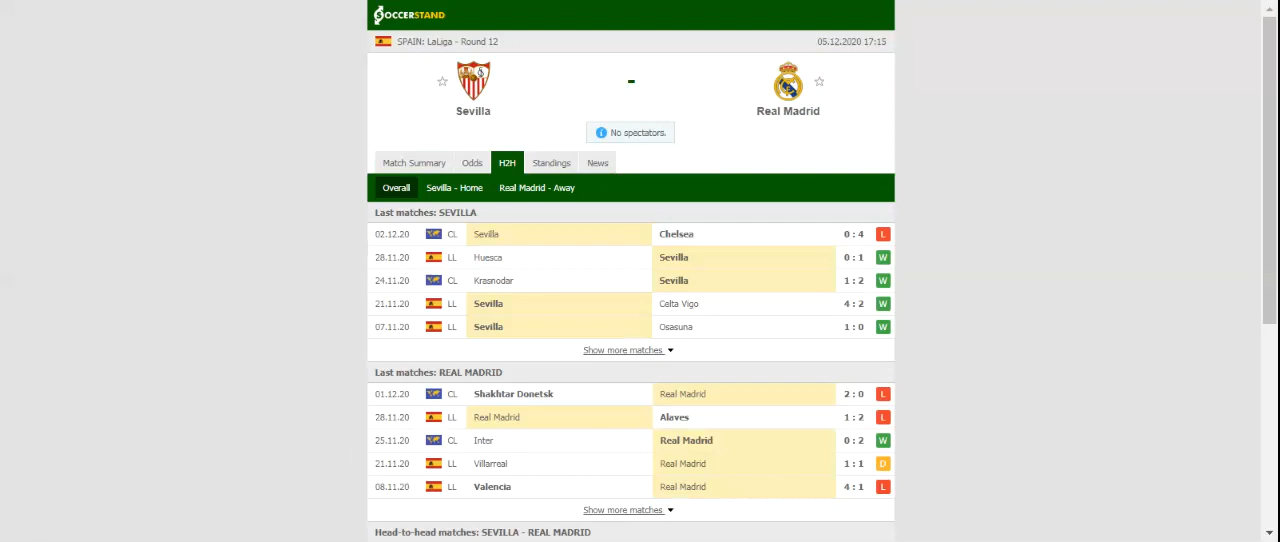 SOCCERSTAND
SPAIN: LaLiga - Round 12 05.12.2020 17:15
-
Sevilla Real Madrid
No spectators.
Match Summary Odds H2H Standings News
Overall Sevilla - Home Real Madrid - Away
Last matches: SEVILLA
02.12.20 CL Sevilla Chelsea 0 : 4 L
28.11.20 LL Huesca Sevilla 0 : 1 W
24.11.20 CL Krasnodar Sevilla 1 : 2 W
21.11.20 LL Sevilla Celta Vigo 4 : 2 W
07.11.20 LL Sevilla Osasuna 1 : 0 W
Show more matches
Last matches: REAL MADRID
01.12.20 CL Shakhtar Donetsk Real Madrid 2 : 0 L
28.11.20 LL Real Madrid Alaves 1 : 2 L
25.11.20 CL Inter Real Madrid 0 : 2 W
21.11.20 LL Villarreal Real Madrid 1 : 1 D
08.11.20 LL Valencia Real Madrid 4 : 1 L
Show more matches
Head-to-head matches: SEVILLA - REAL MADRID